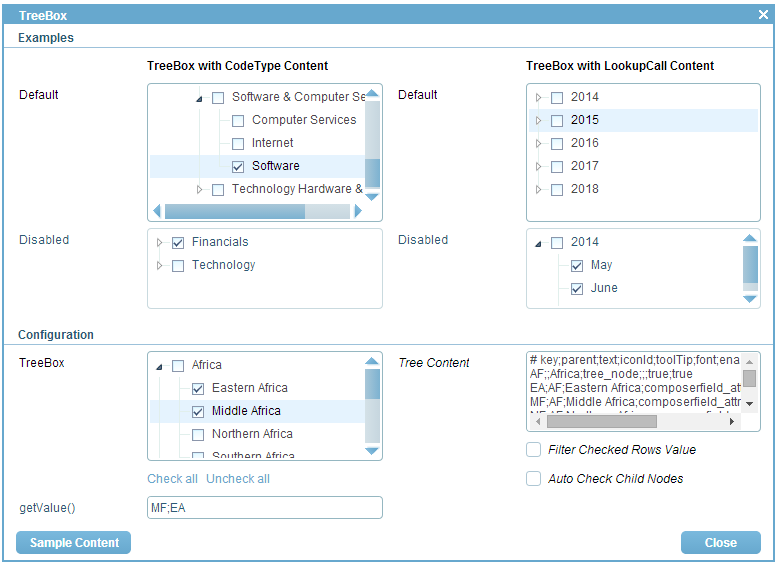 TreeBox
Examples
TreeBox with CodeType Content
TreeBox with LookupCall Content
Default
Software & Computer Se
Computer Services
Internet
Software
Technology Hardware &
Default
2014
2015
2016
2017
2018
Disabled
Financials
Technology
Disabled
2014
May
June
Configuration
TreeBox
Africa
Eastern Africa
Middle Africa
Northern Africa
Southern Africa
Check all Uncheck all
Tree Content
# key;parent;text;iconId;toolTip;font;ena
AF;;Africa;tree_node;;;true;true
EA;AF;Eastern Africa;composerfield_att
MF;AF;Middle Africa;composerfield_attr
Filter Checked Rows Value
Auto Check Child Nodes
getValue()
MF;EA
Sample Content
Close